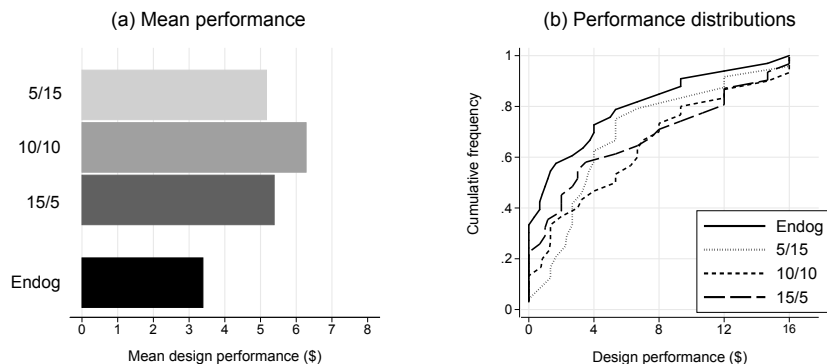 (a) Mean performance
5/15
10/10
15/5
Endog
0 1 2 3 4 5 6 7 8
Mean design performance ($)
(b) Performance distributions
Cumulative frequency
1
.8
.6
.4
.2
0
0 4 8 12 16
Design performance ($)
Endog
5/15
10/10
15/5